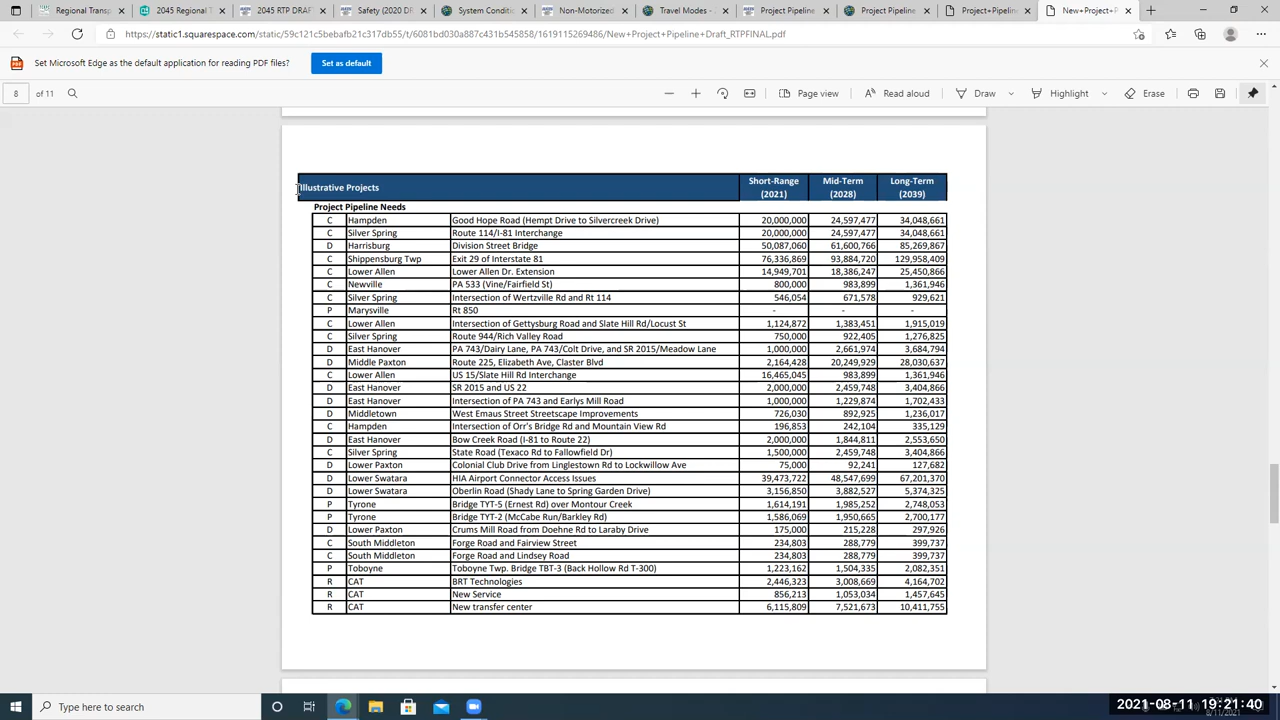 Regional Transp
2045 Regional T
2045 RTP DRAFT
Safety (2020 D
System Conditi
Non-Motorized
Travel Modes -
Project Pipeline
Project Pipeline
Project+Pipelin
New+Project+P
https://static1.squarespace.com/static/59c121c5bebafb21c317db55/t/6081bd030a887c431b545858/1619115269486/New+Project+Pipeline+Draft_RTPFINAL.pdf
Set Microsoft Edge as the default application for reading PDF files? Set as default
8 of 11 Page view Read aloud Draw Highlight Erase
Illustrative Projects Short-Range (2021) Mid-Term (2028) Long-Term (2039)
Project Pipeline Needs
C Hampden Good Hope Road (Hempt Drive to Silvercreek Drive) 20,000,000 24,597,477 34,048,661
C Silver Spring Route 114/I-81 Interchange 20,000,000 24,597,477 34,048,661
D Harrisburg Division Street Bridge 50,087,060 61,600,766 85,269,867
C Shippensburg Twp Exit 29 of Interstate 81 76,336,869 93,884,720 129,958,409
C Lower Allen Lower Allen Dr. Extension 14,949,701 18,386,247 25,450,866
C Newville PA 533 (Vine/Fairfield St) 800,000 983,899 1,361,946
C Silver Spring Intersection of Wertzville Rd and Rt 114 546,054 671,578 929,621
P Marysville Rt 850 - - -
C Lower Allen Intersection of Gettysburg Road and Slate Hill Rd/Locust St 1,124,872 1,383,451 1,915,019
C Silver Spring Route 944/Rich Valley Road 750,000 922,405 1,276,825
D East Hanover PA 743/Dairy Lane, PA 743/Colt Drive, and SR 2015/Meadow Lane 1,000,000 2,661,974 3,684,794
D Middle Paxton Route 225, Elizabeth Ave, Claster Blvd 2,164,428 20,249,929 28,030,637
C Lower Allen US 15/Slate Hill Rd Interchange 16,465,045 983,899 1,361,946
D East Hanover SR 2015 and US 22 2,000,000 2,459,748 3,404,866
D East Hanover Intersection of PA 743 and Earlys Mill Road 1,000,000 1,229,874 1,702,433
D Middletown West Emaus Street Streetscape Improvements 726,030 892,925 1,236,017
C Hampden Intersection of Orr's Bridge Rd and Mountain View Rd 196,853 242,104 335,129
D East Hanover Bow Creek Road (I-81 to Route 22) 2,000,000 1,844,811 2,553,650
C Silver Spring State Road (Texaco Rd to Fallowfield Dr) 1,500,000 2,459,748 3,404,866
D Lower Paxton Colonial Club Drive from Linglestown Rd to Lockwillow Ave 75,000 92,241 127,682
D Lower Swatara HIA Airport Connector Access Issues 39,473,722 48,547,699 67,201,370
D Lower Swatara Oberlin Road (Shady Lane to Spring Garden Drive) 3,156,850 3,882,527 5,374,325
P Tyrone Bridge TYT-5 (Ernest Rd) over Montour Creek 1,614,191 1,985,252 2,748,053
P Tyrone Bridge TYT-2 (McCabe Run/Barkley Rd) 1,586,069 1,950,665 2,700,177
D Lower Paxton Crums Mill Road from Doehne Rd to Laraby Drive 175,000 215,228 297,926
C South Middleton Forge Road and Fairview Street 234,803 288,779 399,737
C South Middleton Forge Road and Lindsey Road 234,803 288,779 399,737
P Toboyne Toboyne Twp. Bridge TBT-3 (Back Hollow Rd T-300) 1,223,162 1,504,335 2,082,351
R CAT BRT Technologies 2,446,323 3,008,669 4,164,702
R CAT New Service 856,213 1,053,034 1,457,645
R CAT New transfer center 6,115,809 7,521,673 10,411,755
Type here to search
2021-08-11 19:21:40